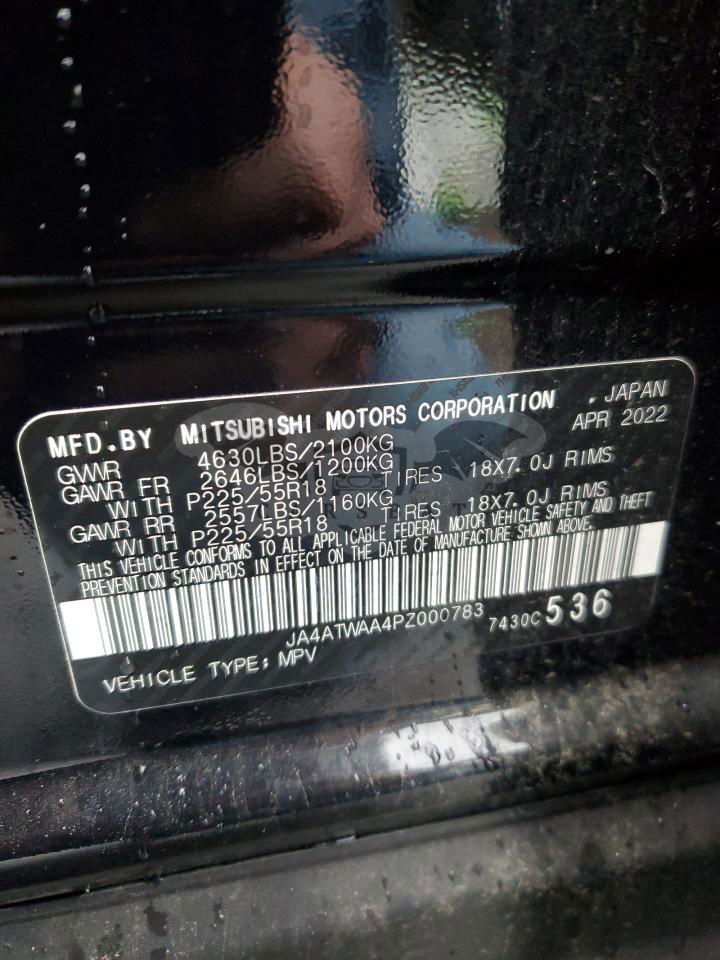 MFD.BY MITSUBISHI MOTORS CORPORATION , JAPAN
GVWR 4630LBS/2100KG APR 2022
GAWR FR 2646LBS/1200KG
WITH P225/55R18 TIRES 18X7.0J RIMS
GAWR RR 2557LBS/1160KG
WITH P225/55R18 TIRES 18X7.0J RIMS
THIS VEHICLE CONFORMS TO ALL APPLICABLE FEDERAL MOTOR VEHICLE SAFETY AND THEFT
PREVENTION STANDARDS IN EFFECT ON THE DATE OF MANUFACTURE SHOWN ABOVE.
JA4ATWAA4PZ000783 7430C 536
VEHICLE TYPE: MPV